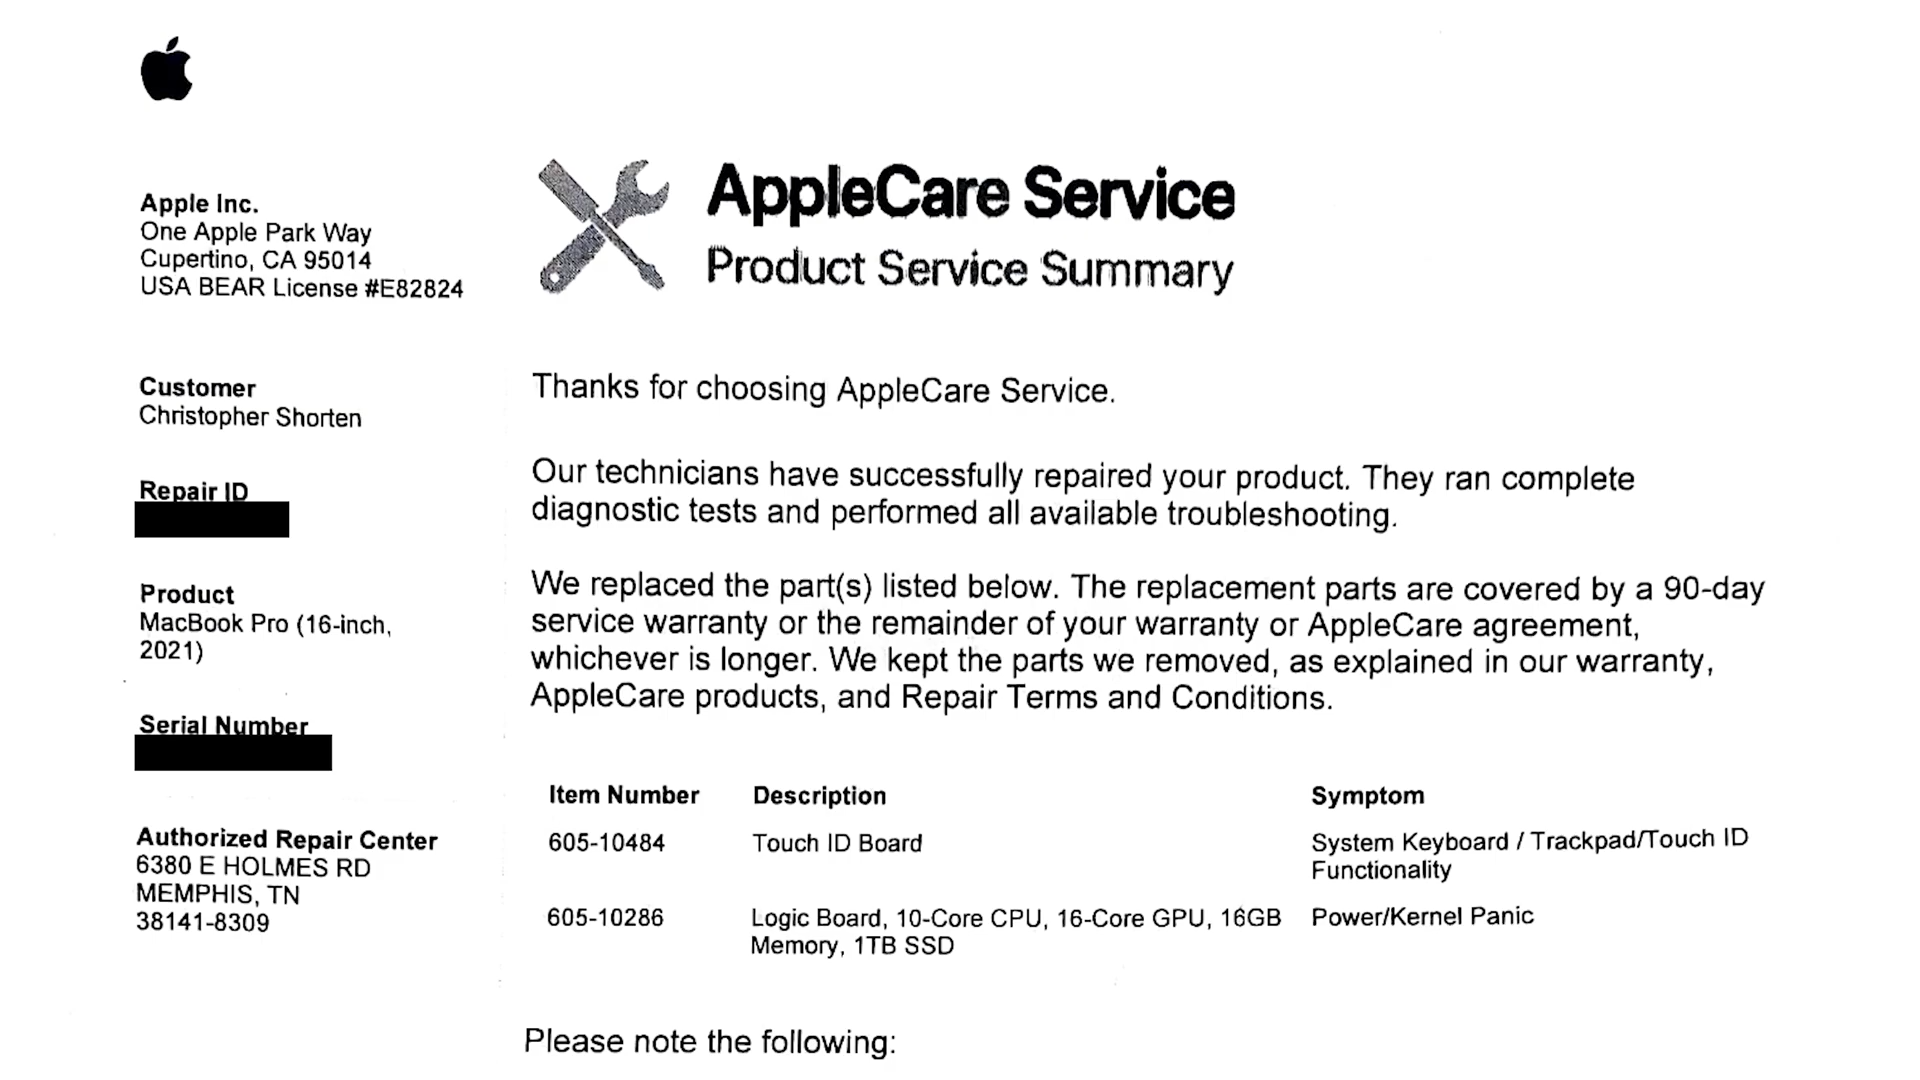 AppleCare Service
Product Service Summary
Apple Inc.
One Apple Park Way
Cupertino, CA 95014
USA BEAR License #E82824
Customer
Christopher Shorten
Repair ID
Product
MacBook Pro (16-inch,
2021)
Serial Number
Authorized Repair Center
6380 E HOLMES RD
MEMPHIS, TN
38141-8309
Thanks for choosing AppleCare Service.
Our technicians have successfully repaired your product. They ran complete
diagnostic tests and performed all available troubleshooting.
We replaced the part(s) listed below. The replacement parts are covered by a 90-day
service warranty or the remainder of your warranty or AppleCare agreement,
whichever is longer. We kept the parts we removed, as explained in our warranty,
AppleCare products, and Repair Terms and Conditions.
Item Number Description Symptom
605-10484 Touch ID Board System Keyboard / Trackpad/Touch ID
Functionality
605-10286 Logic Board, 10-Core CPU, 16-Core GPU, 16GB Power/Kernel Panic
Memory, 1TB SSD
Please note the following: